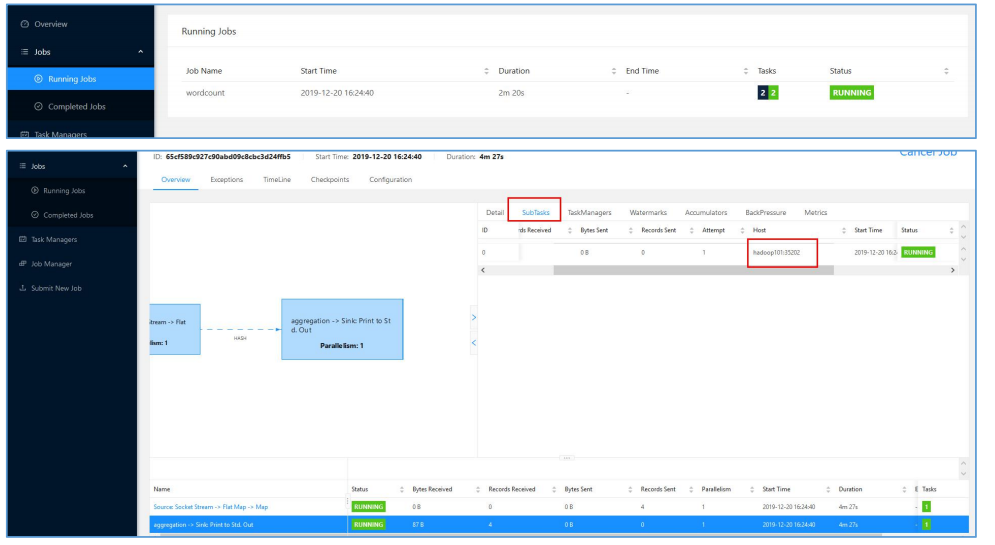 Overview
Running Jobs
Jobs
Job Name Start Time Duration End Time Tasks Status
Running Jobs
wordcount 2019-12-20 16:24:40 2m 20s - 2 2 RUNNING
Completed Jobs
Task Managers
ID: 65cf589c927c90abd09c8cbc3d24ffb5 Start Time: 2019-12-20 16:24:40 Duration: 4m 27s Cancel Job
Jobs
Overview Exceptions TimeLine Checkpoints Configuration
Running Jobs
Completed Jobs
Task Managers
Job Manager
Submit New Job
Detail SubTasks TaskManagers Watermarks Accumulators BackPressure Metrics
ID rds Received Bytes Sent Records Sent Attempt Host Start Time Status
0 0 B 0 1 hadoop101:35202 2019-12-20 16:2 RUNNING
tream -> Flat
lism: 1
HASH
aggregation -> Sink: Print to St
d. Out
Parallelism: 1
Name Status Bytes Received Records Received Bytes Sent Records Sent Parallelism Start Time Duration E Tasks
Source: Socket Stream -> Flat Map -> Map RUNNING 0 B 0 0 B 4 1 2019-12-20 16:24:40 4m 27s - 1
aggregation -> Sink: Print to Std. Out RUNNING 87 B 4 0 B 0 1 2019-12-20 16:24:40 4m 27s - 1